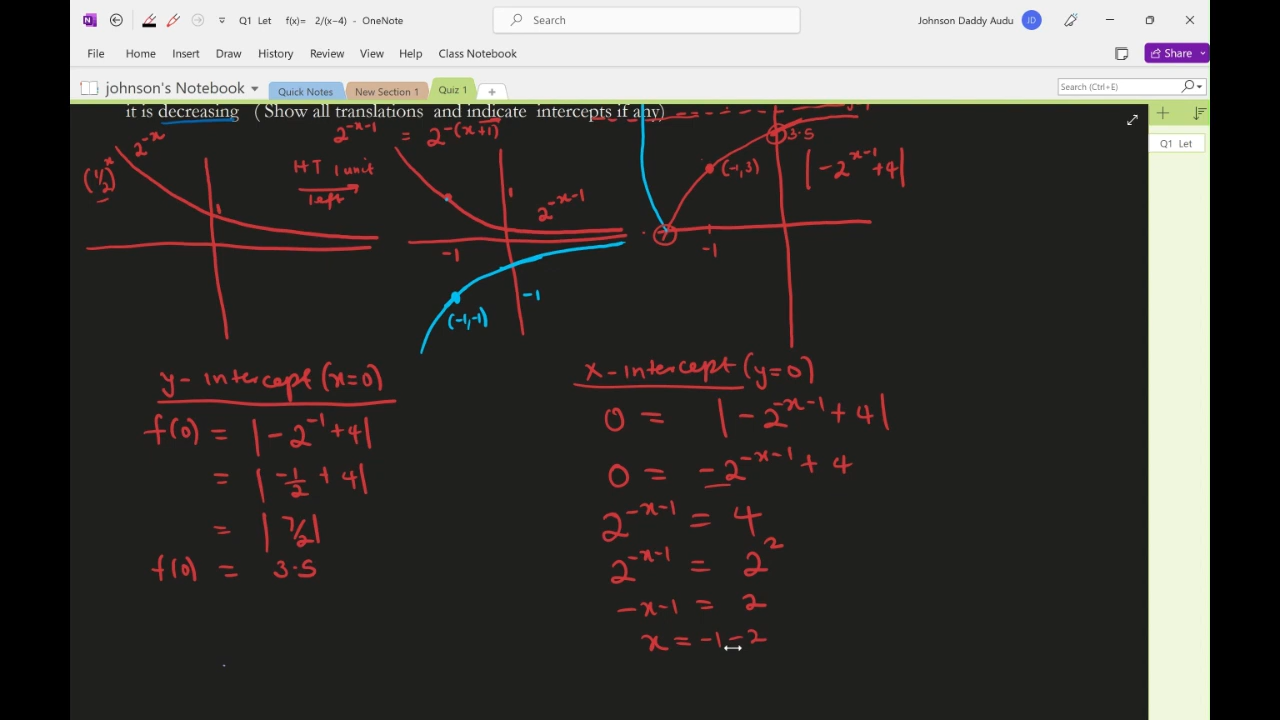 Q1 Let f(x)= 2/(x−4) - OneNote
Search
Johnson Daddy Audu
JD
File Home Insert Draw History Review View Help Class Notebook
Share
johnson's Notebook
Quick Notes
New Section 1
Quiz 1
+
Search (Ctrl+E)
it is decreasing ( Show all translations and indicate intercepts if any)
Q1 Let
2^-x
(1/2)^x
1
2^-x-1 = 2^-(x+1)
HT 1 unit
left
1
2^-x-1
-1
-1
(-1,-1)
3.5
(-1,3)
|-2^x-1 +4|
-1
y-intercept (x=0)
f(0) = |-2^-1 +4|
= |-1/2 + 4|
= |7/2|
f(0) = 3.5
x-intercept (y=0)
0 = |-2^-x-1 + 4|
0 = -2^-x-1 + 4
2^-x-1 = 4
2^-x-1 = 2^2
-x-1 = 2
x = -1-2